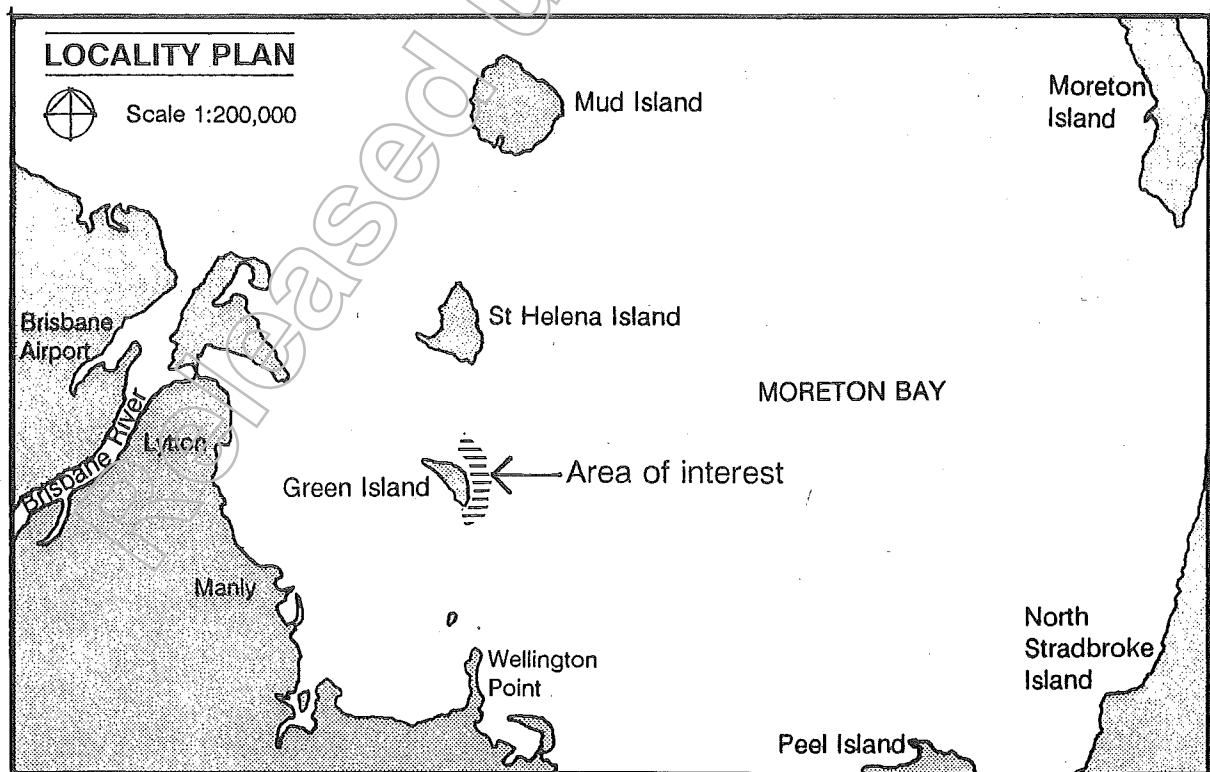 LOCALITY PLAN
Scale 1:200,000
Mud Island
Moreton
Island
St Helena Island
Brisbane
Airport
MORETON BAY
Brisbane River
Lytton
Green Island
Area of interest
Manly
Wellington
Point
North
Stradbroke
Island
Peel Island
Released